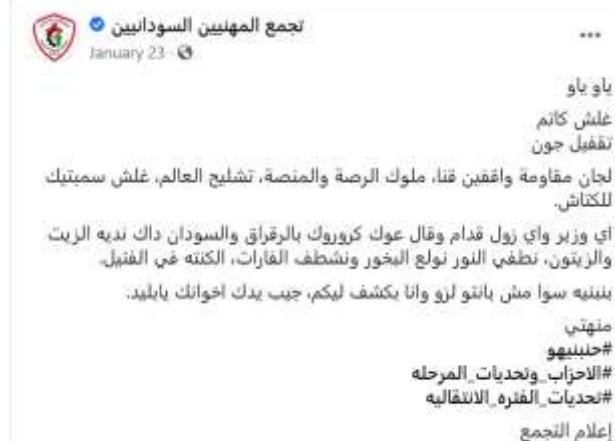 تجمع المهنيين السودانيين
January 23
ياو ياو
غلش كاتم
تقفيل جون
لجان مقاومة واقفين قنا، ملوك الرصة والمنصة، تشليح العالم، غلش سمبتيك
للكتاش.
اي وزير واي زول قدام وقال عوك كروروك بالرقراق والسودان داك نديه الزيت
والزيتون، نطفي النور نولع البخور ونشطف الفارات، الكنته في الفتيل.
بنبنيه سوا مش بانتو لزو وانا بكشف ليكم، جيب يدك اخوانك يابليد.
منهتي
#حنبنيهو
#الاحزاب_وتحديات_المرحله
#تحديات_الفتره_الانتقاليه
إعلام التجمع